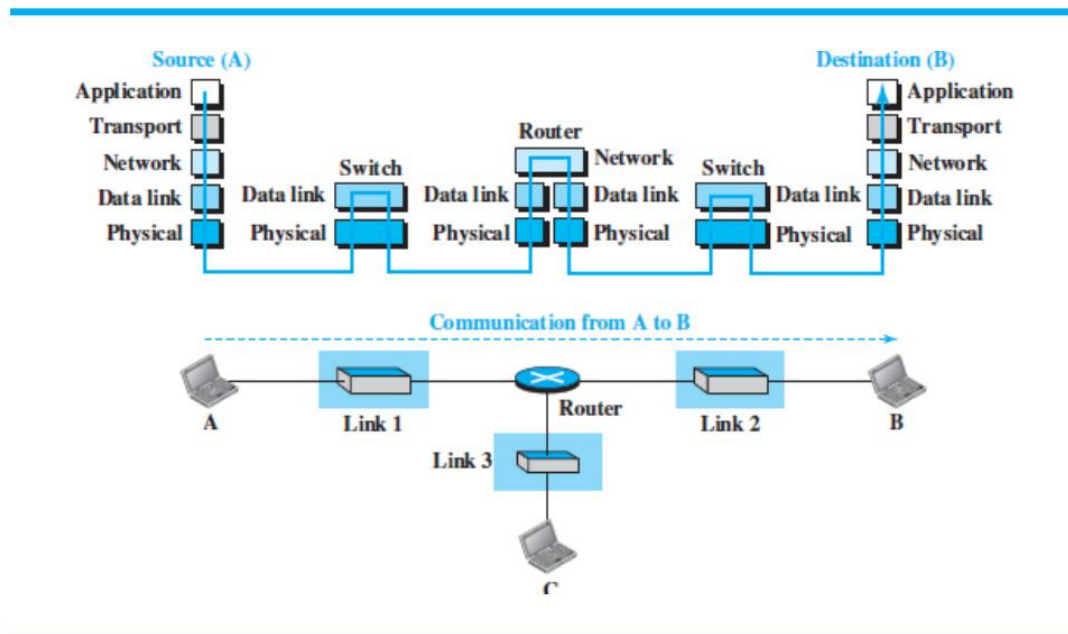 Source (A)
Destination (B)
Application
Application
Transport
Router
Transport
Network
Switch
Network
Switch
Network
Data link
Data link
Data link
Data link
Data link
Data link
Physical
Physical
Physical
Physical
Physical
Physical
Communication from A to B
A
Link 1
Router
Link 2
B
Link 3
C